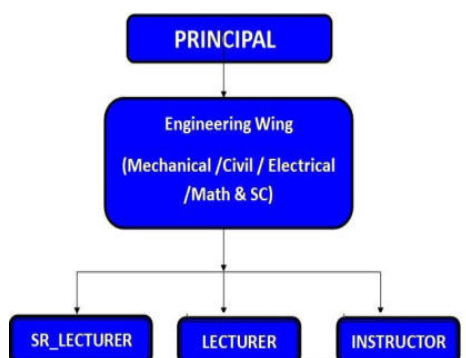 PRINCIPAL
Engineering Wing
(Mechanical /Civil / Electrical
/Math & SC)
SR_LECTURER
LECTURER
INSTRUCTOR